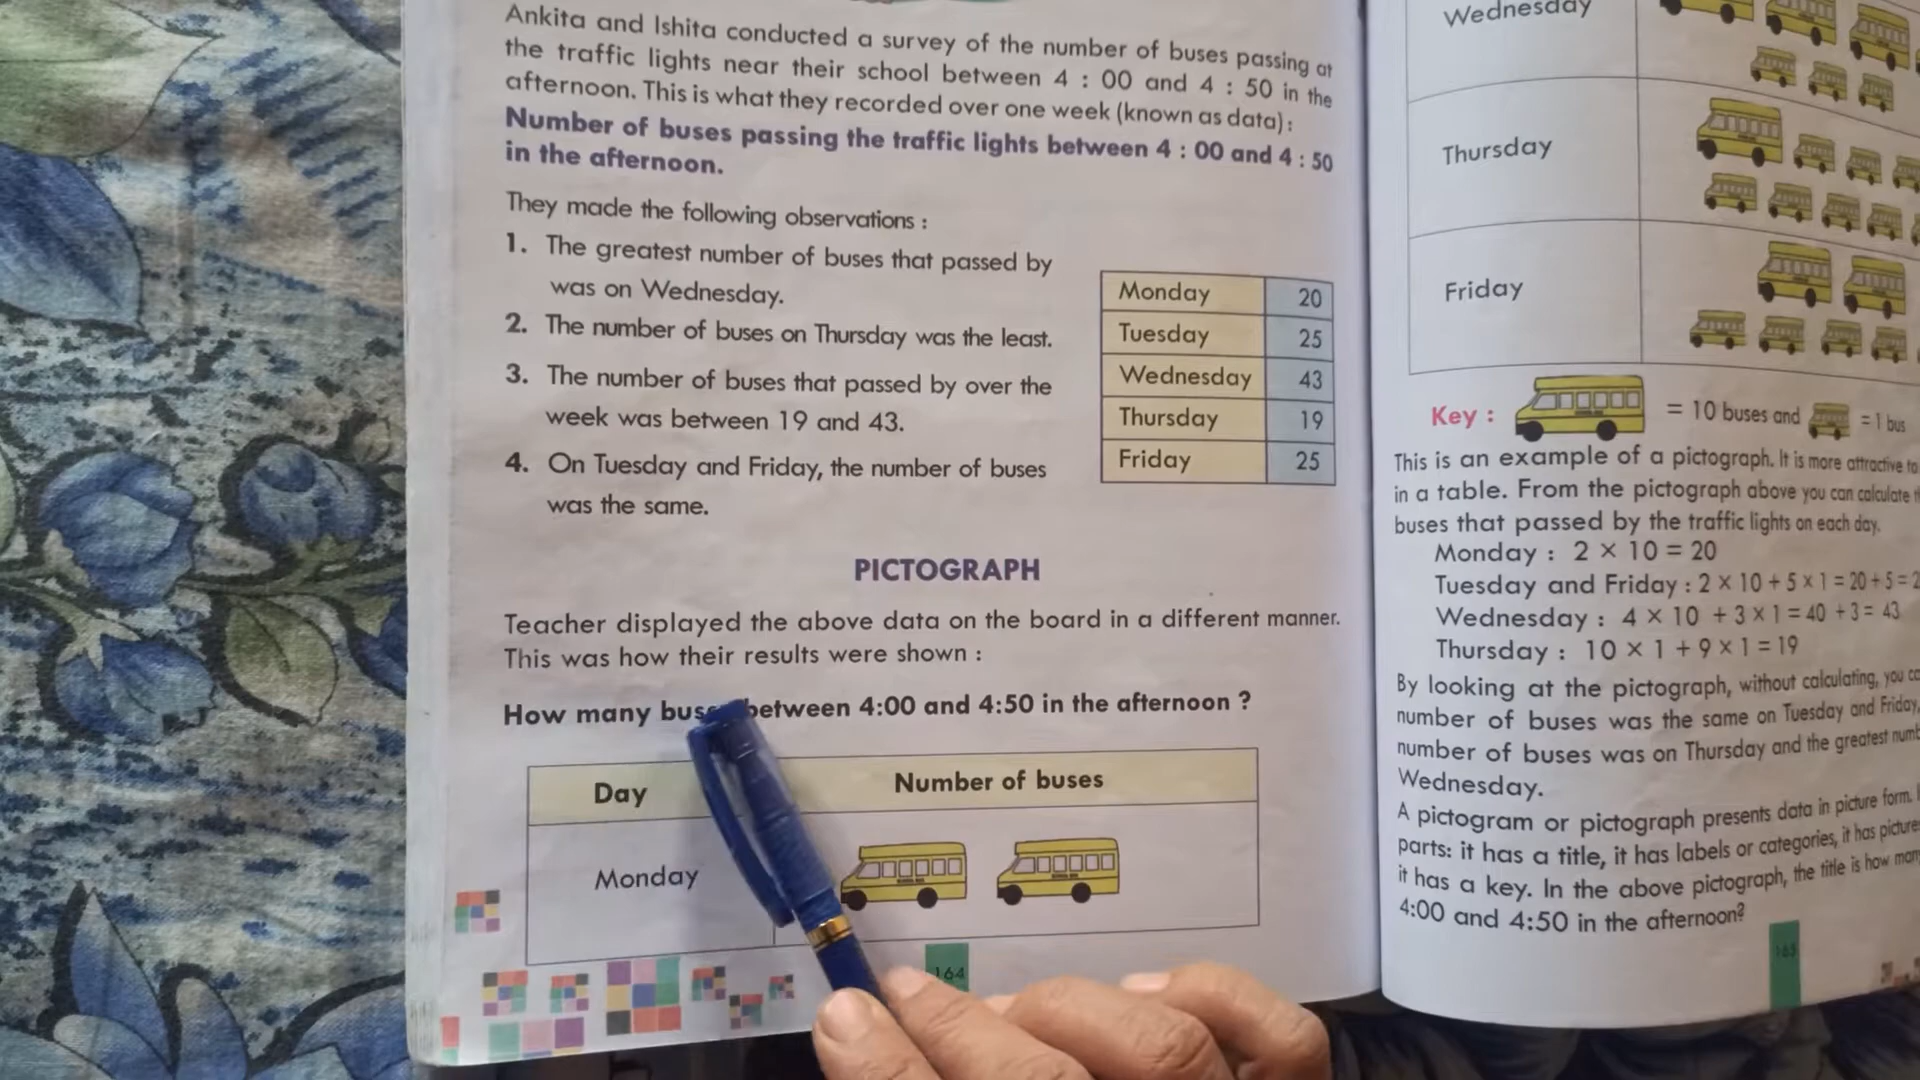 Ankita and Ishita conducted a survey of the number of buses passing at
the traffic lights near their school between 4 : 00 and 4 : 50 in the
afternoon. This is what they recorded over one week (known as data) :
Number of buses passing the traffic lights between 4 : 00 and 4 : 50
in the afternoon.
They made the following observations :
1. The greatest number of buses that passed by
was on Wednesday.
2. The number of buses on Thursday was the least.
3. The number of buses that passed by over the
week was between 19 and 43.
4. On Tuesday and Friday, the number of buses
was the same.
Monday 20
Tuesday 25
Wednesday 43
Thursday 19
Friday 25
PICTOGRAPH
Teacher displayed the above data on the board in a different manner.
This was how their results were shown :
How many between 4:00 and 4:50 in the afternoon ?
Day Number of buses
Monday
164
Wednesday
Thursday
Friday
Key : = 10 buses and = 1 bus
This is an example of a pictograph. It is more attractive
in a table. From the pictograph above you can calculate
buses that passed by the traffic lights on each day.
Monday : 2 × 10 = 20
Tuesday and Friday : 2 × 10 + 5 × 1 = 20 + 5 = 2
Wednesday : 4 × 10 + 3 × 1 = 40 + 3 = 43
Thursday : 10 × 1 + 9 × 1 = 19
By looking at the pictograph, without calculating, you
number of buses was the same on Tuesday and Friday,
number of buses was on Thursday and the greatest
Wednesday.
A pictogram or pictograph presents data in picture form.
parts: it has a title, it has labels or categories, it has
it has a key. In the above pictograph, the title is how
4:00 and 4:50 in the afternoon?
165